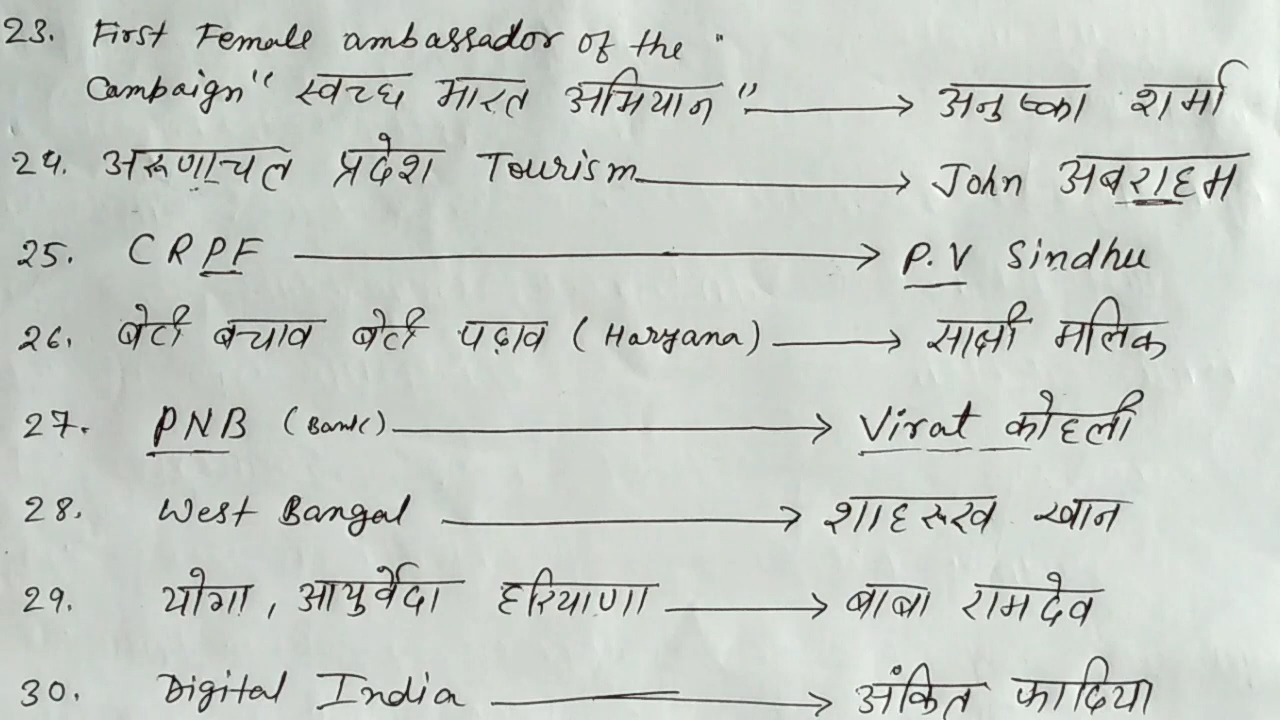 23. First Female ambassador of the "
Campaign" स्वच्छ भारत अभियान" → अनुष्का शर्मा
24. अरूणाचल प्रदेश Tourism → John अबराहम
25. CRPF → P.V Sindhu
26. बेटी बचाव बेटी पढ़ाव (Haryana) → साक्षी मलिक
27. PNB (Bank) → Virat कोहली
28. West Bangal → शाहरूख खान
29. योगा, आयुर्वेदा हरियाणा → बाबा रामदेव
30. Digital India → अंकित फादिया